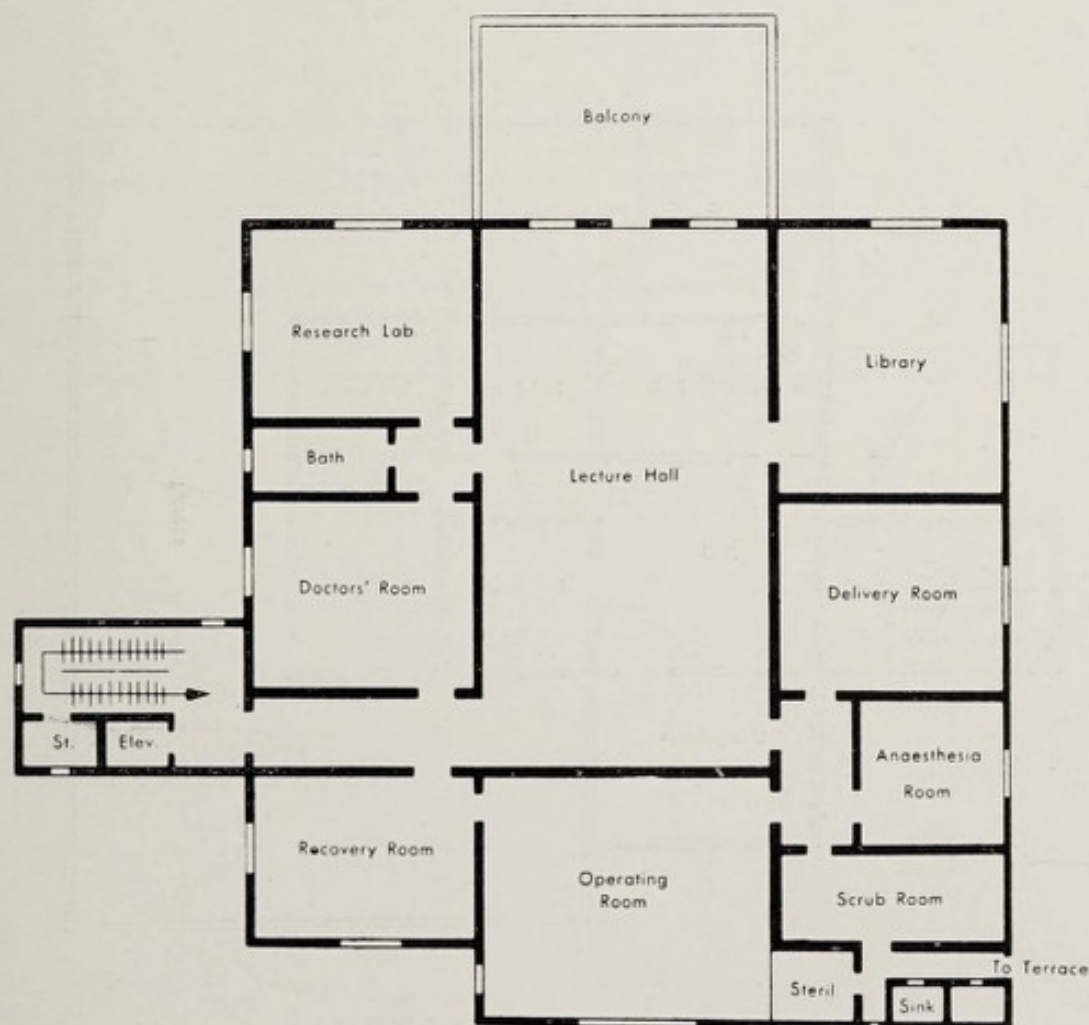 Balcony
Research Lab
Library
Bath
Lecture Hall
Doctors' Room
Delivery Room
St.
Elev.
Anaesthesia
Room
Recovery Room
Operating
Room
Scrub Room
To Terrace
Steril
Sink